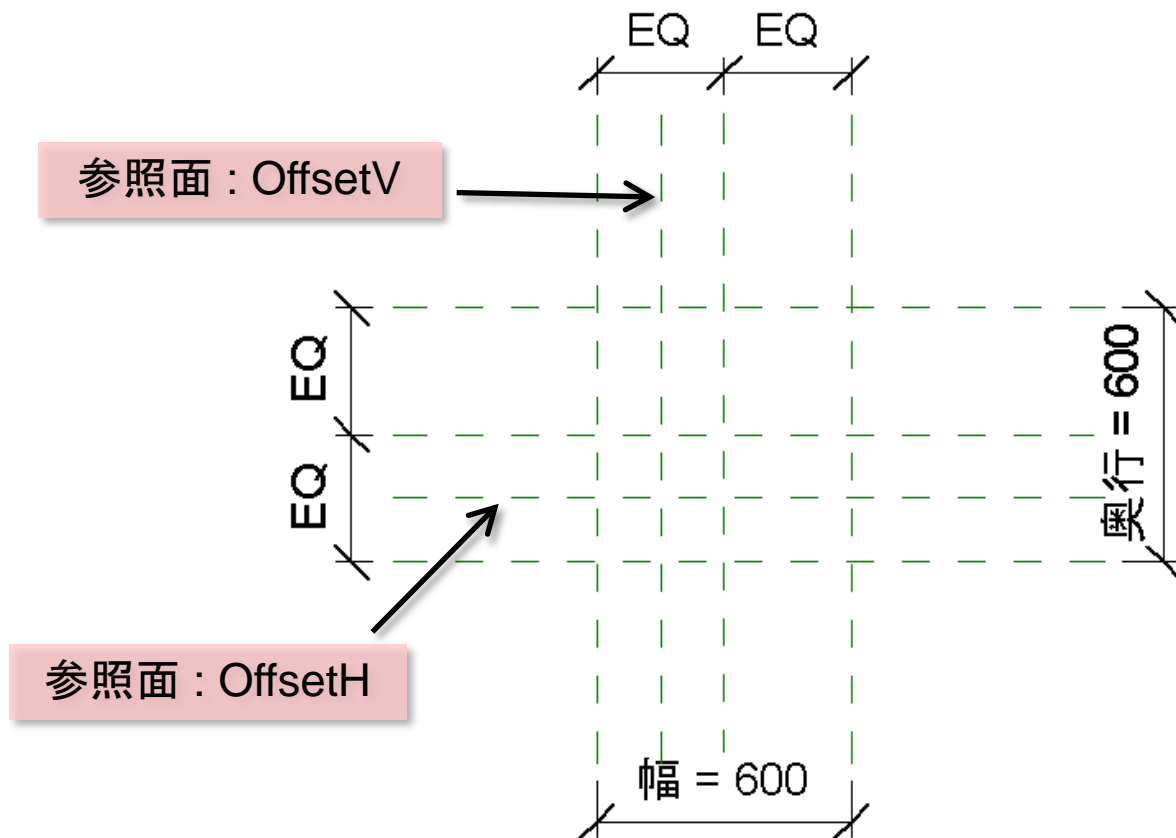 EQ EQ
参照面 : OffsetV
EQ
EQ
奥行 = 600
参照面 : OffsetH
幅 = 600